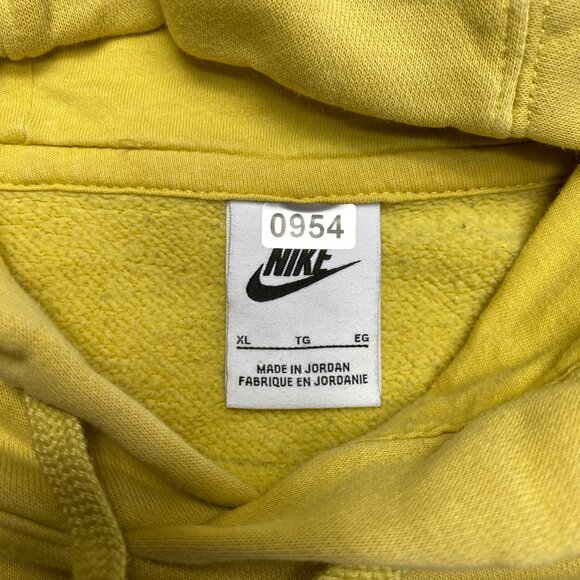 0954
NIKE
XL TG EG
MADE IN JORDAN
FABRIQUE EN JORDANIE